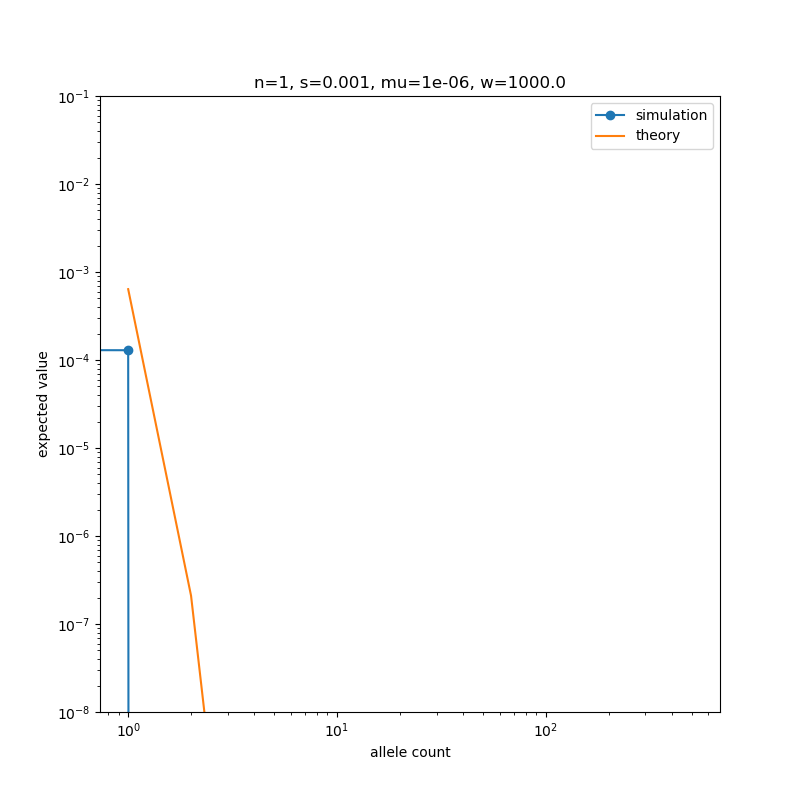 n=1, s=0.001, mu=1e-06, w=1000.0
simulation
theory
expected value
10⁻¹
10⁻²
10⁻³
10⁻⁴
10⁻⁵
10⁻⁶
10⁻⁷
10⁻⁸
10⁰ 10¹ 10²
allele count